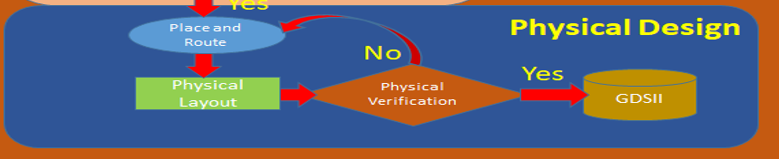 Yes
Place and
Route
Physical Design
No
Physical
Layout
Physical
Verification
Yes
GDSII